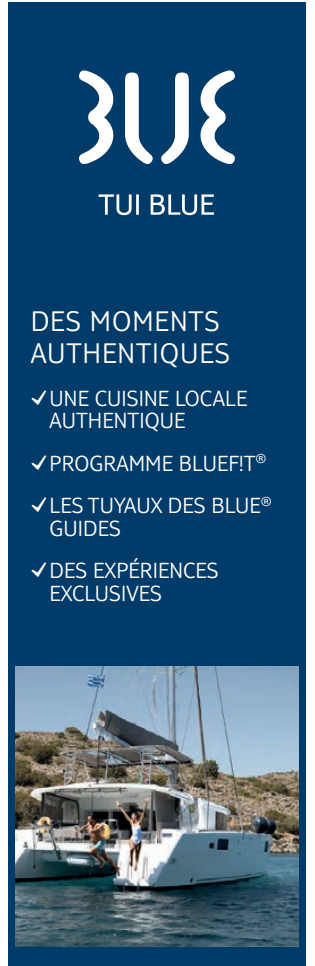 BUE
TUI BLUE
DES MOMENTS
AUTHENTIQUES
✓UNE CUISINE LOCALE
AUTHENTIQUE
✓PROGRAMME BLUEF!T®
✓LES TUYAUX DES BLUE®
GUIDES
✓DES EXPÉRIENCES
EXCLUSIVES